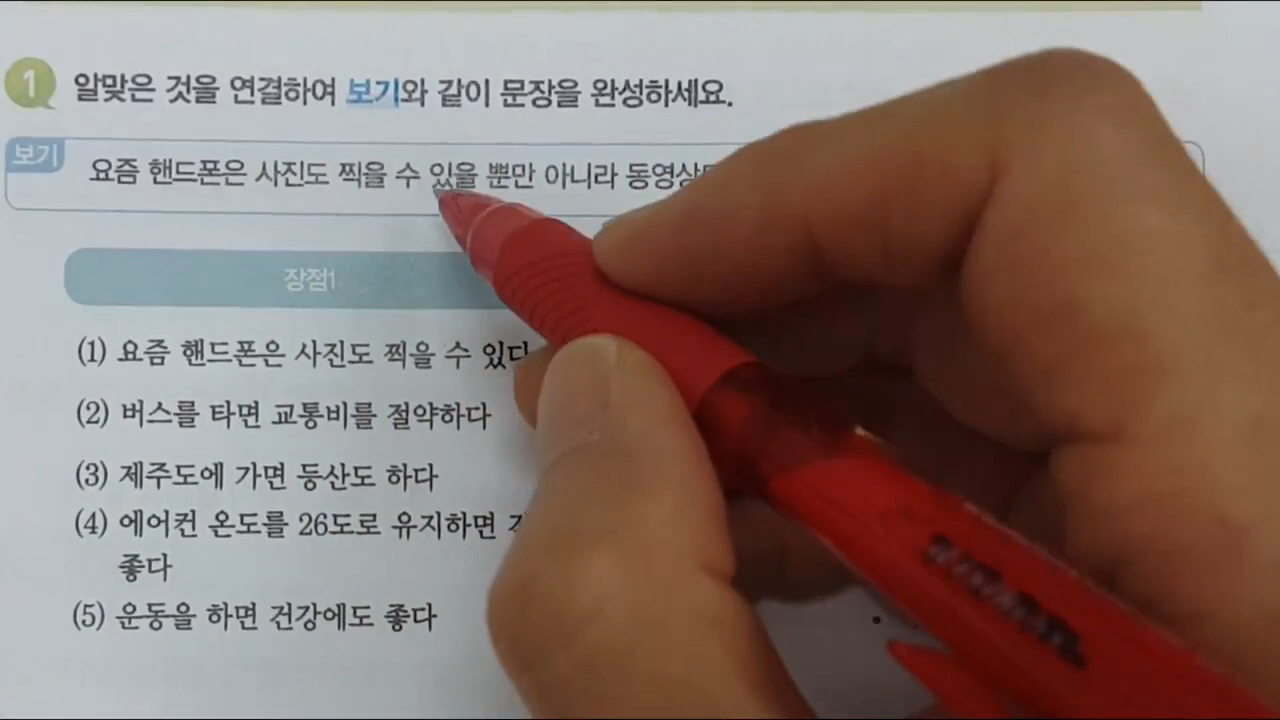 1 알맞은 것을 연결하여 보기와 같이 문장을 완성하세요.
보기
요즘 핸드폰은 사진도 찍을 수 있을 뿐만 아니라
장점1
(1) 요즘 핸드폰은 사진도 찍을 수 있다
(2) 버스를 타면 교통비를 절약하다
(3) 제주도에 가면 등산도 하다
(4) 에어컨 온도를 26도로 유지하면
좋다
(5) 운동을 하면 건강에도 좋다